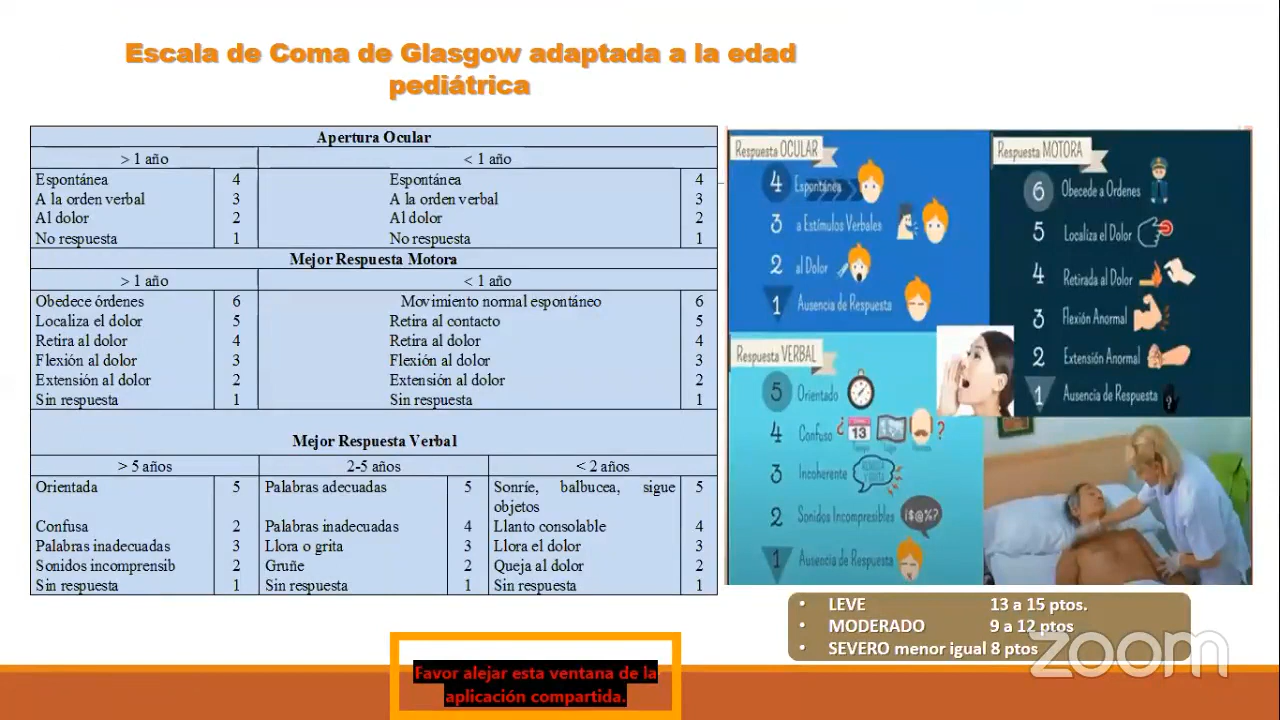 Escala de Coma de Glasgow adaptada a la edad
pediátrica
Apertura Ocular
> 1 año < 1 año
Espontánea 4 Espontánea 4
A la orden verbal 3 A la orden verbal 3
Al dolor 2 Al dolor 2
No respuesta 1 No respuesta 1
Mejor Respuesta Motora
> 1 año < 1 año
Obedece órdenes 6 Movimiento normal espontáneo 6
Localiza el dolor 5 Retira al contacto 5
Retira al dolor 4 Retira al dolor 4
Flexión al dolor 3 Flexión al dolor 3
Extensión al dolor 2 Extensión al dolor 2
Sin respuesta 1 Sin respuesta 1
Mejor Respuesta Verbal
> 5 años 2-5 años < 2 años
Orientada 5 Palabras adecuadas 5 Sonríe, balbucea, sigue 5
objetos
Confusa 2 Palabras inadecuadas 4 Llanto consolable 4
Palabras inadecuadas 3 Llora o grita 3 Llora el dolor 3
Sonidos incomprensib 2 Gruñe 2 Queja al dolor 2
Sin respuesta 1 Sin respuesta 1 Sin respuesta 1
Respuesta OCULAR
4 Espontánea
3 a Estímulos Verbales
2 al Dolor
1 Ausencia de Respuesta
Respuesta MOTORA
6 Obedece a Ordenes
5 Localiza el Dolor
4 Retirada al Dolor
3 Flexión Anormal
2 Extensión Anormal
1 Ausencia de Respuesta
?
Respuesta VERBAL
5 Orientado
4 Confuso ¿ 13 ?
3 Incoherente
2 Sonidos Incompresibles !$@%?
1 Ausencia de Respuesta
• LEVE 13 a 15 ptos.
• MODERADO 9 a 12 ptos
• SEVERO menor igual 8 ptos
zoom
Favor alejar esta ventana de la
aplicación compartida.